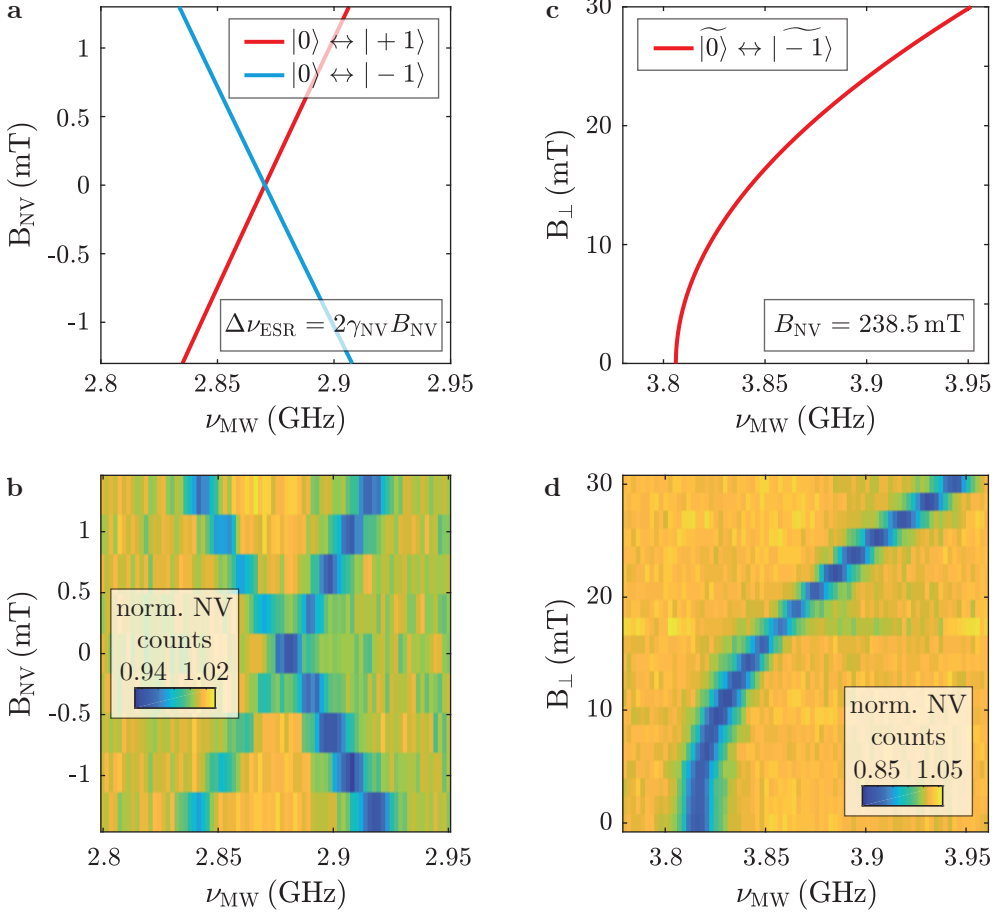 a
|0⟩ ↔ | + 1⟩
|0⟩ ↔ | − 1⟩
B_NV (mT)
1
0.5
0
-0.5
-1
Δν_ESR = 2γ_NV B_NV
2.8 2.85 2.9 2.95
ν_MW (GHz)
c
|0̃⟩ ↔ |−̃1̃⟩
B_⊥ (mT)
30
20
10
0
B_NV = 238.5 mT
3.8 3.85 3.9 3.95
ν_MW (GHz)
b
B_NV (mT)
1
0.5
0
-0.5
-1
norm. NV
counts
0.94 1.02
2.8 2.85 2.9 2.95
ν_MW (GHz)
d
B_⊥ (mT)
30
20
10
0
norm. NV
counts
0.85 1.05
3.8 3.85 3.9 3.95
ν_MW (GHz)